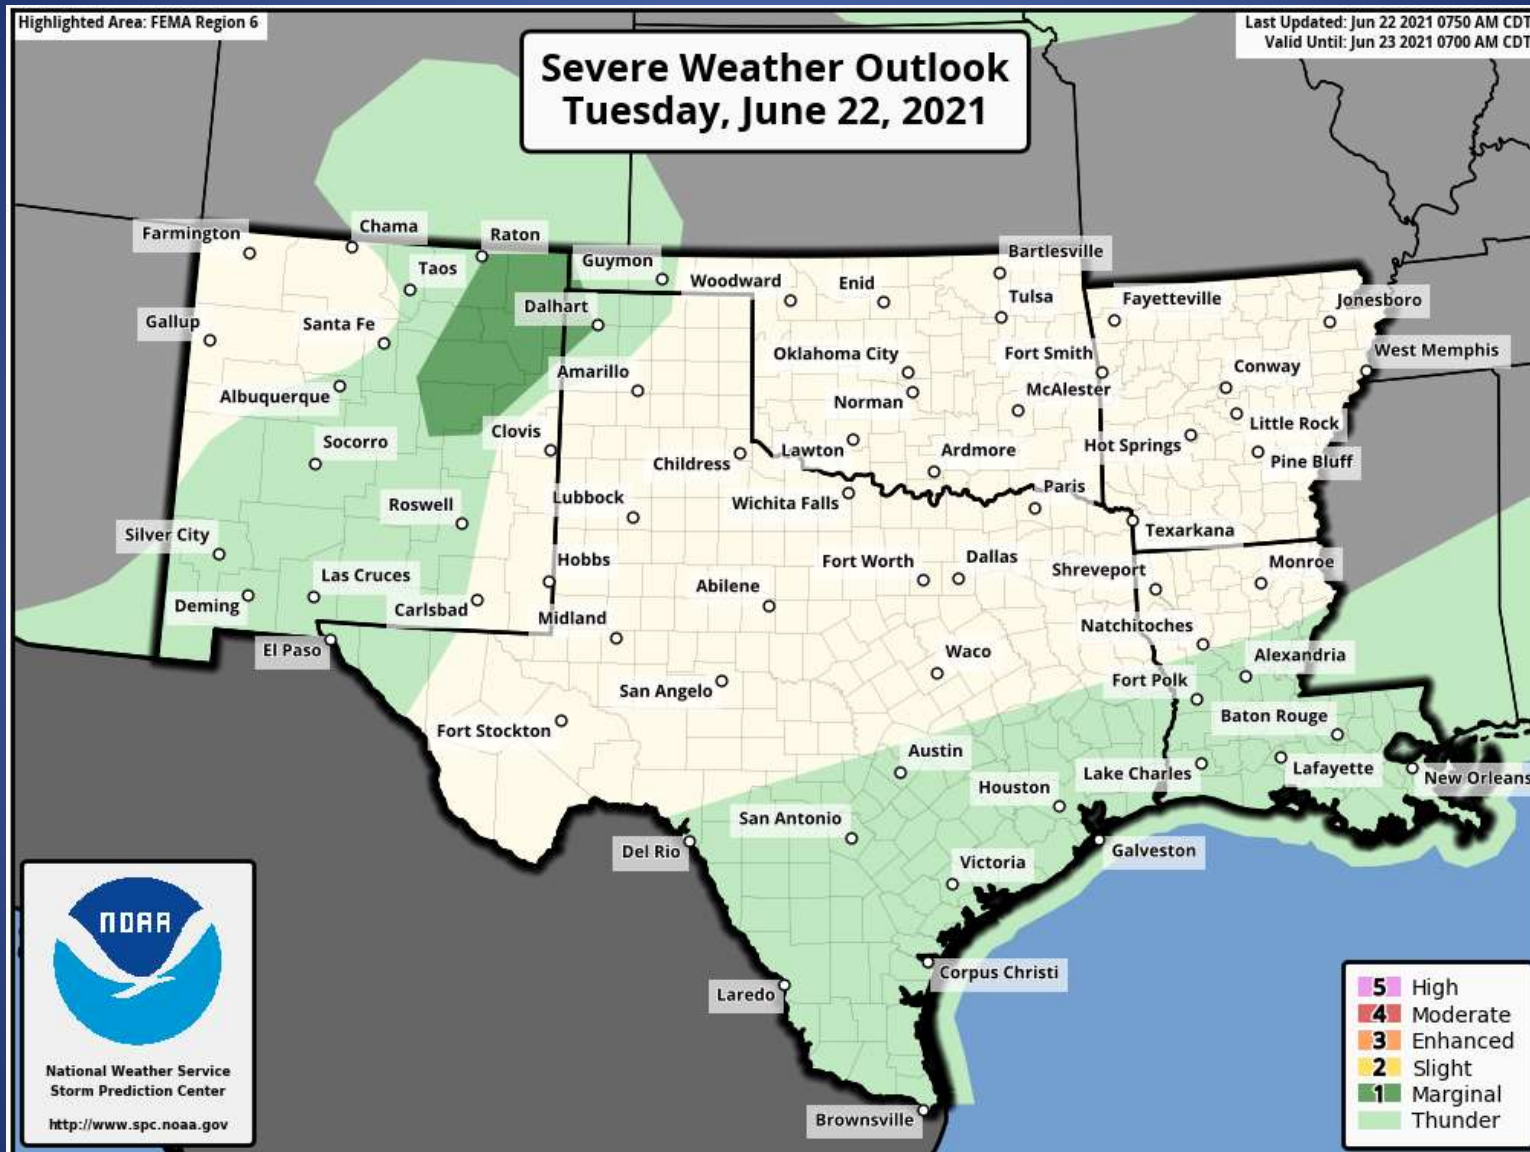 Highlighted Area: FEMA Region 6
Last Updated: Jun 22 2021 0750 AM CDT
Valid Until: Jun 23 2021 0700 AM CDT
Severe Weather Outlook
Tuesday, June 22, 2021
Farmington
Chama
Raton
Taos
Guymon
Woodward
Enid
Bartlesville
Tulsa
Fayetteville
Jonesboro
Gallup
Santa Fe
Dalhart
Oklahoma City
Fort Smith
West Memphis
Albuquerque
Amarillo
Norman
McAlester
Conway
Little Rock
Socorro
Clovis
Childress
Lawton
Ardmore
Hot Springs
Pine Bluff
Roswell
Lubbock
Wichita Falls
Paris
Texarkana
Silver City
Las Cruces
Hobbs
Abilene
Fort Worth
Dallas
Shreveport
Monroe
Deming
Carlsbad
Midland
Natchitoches
El Paso
San Angelo
Waco
Fort Polk
Alexandria
Fort Stockton
Austin
Baton Rouge
Houston
Lake Charles
Lafayette
New Orleans
San Antonio
Del Rio
Victoria
Galveston
Corpus Christi
Laredo
Brownsville
NOAA
National Weather Service
Storm Prediction Center
http://www.spc.noaa.gov
5 High
4 Moderate
3 Enhanced
2 Slight
1 Marginal
Thunder